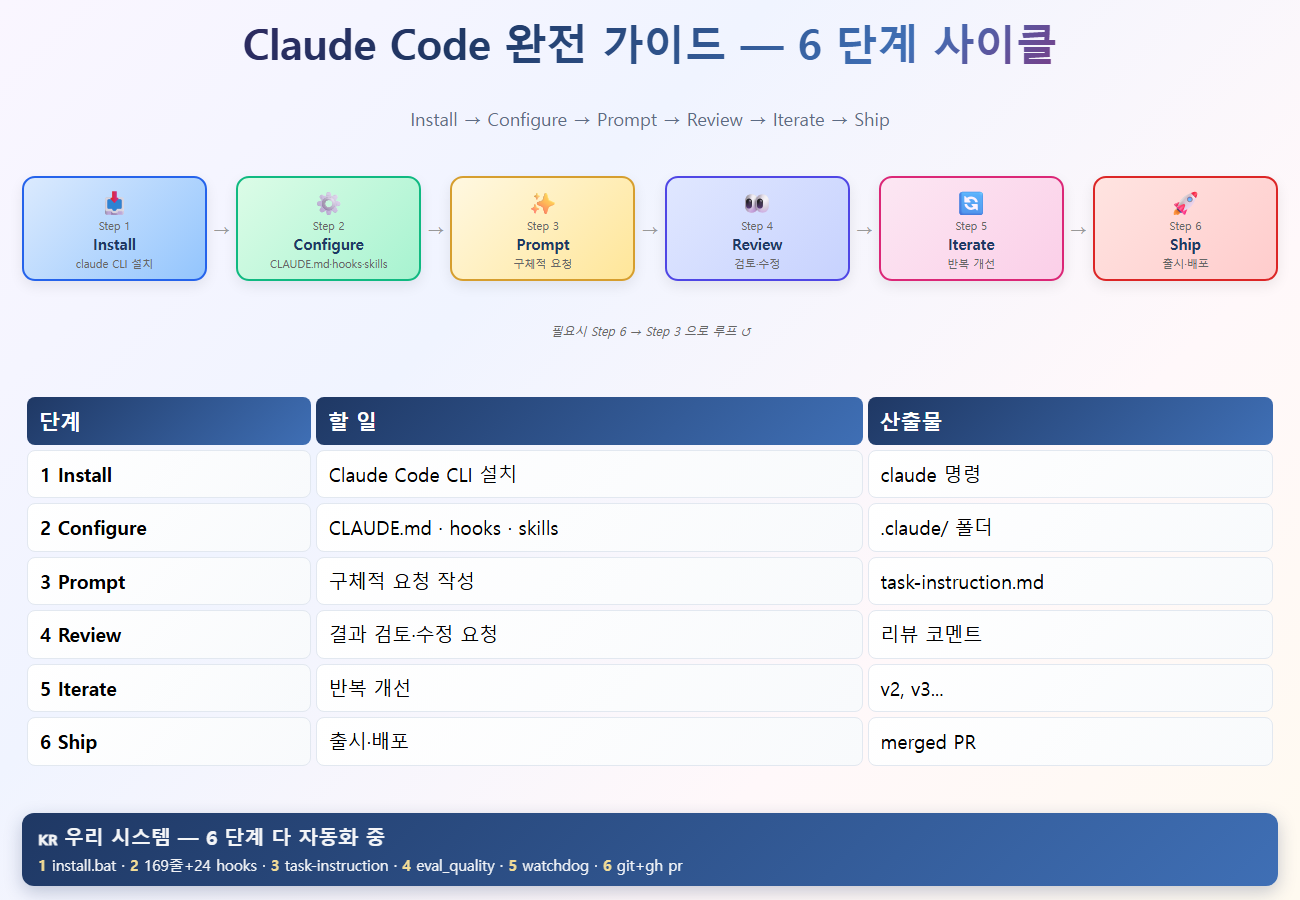 Claude Code 완전 가이드 — 6 단계 사이클
Install → Configure → Prompt → Review → Iterate → Ship
Step 1
Install
claude CLI 설치
→
Step 2
Configure
CLAUDE.md·hooks·skills
→
Step 3
Prompt
구체적 요청
→
Step 4
Review
검토·수정
→
Step 5
Iterate
반복 개선
→
Step 6
Ship
출시·배포
필요시 Step 6 → Step 3 으로 루프 ↺
단계 할 일 산출물
1 Install Claude Code CLI 설치 claude 명령
2 Configure CLAUDE.md · hooks · skills .claude/ 폴더
3 Prompt 구체적 요청 작성 task-instruction.md
4 Review 결과 검토·수정 요청 리뷰 코멘트
5 Iterate 반복 개선 v2, v3...
6 Ship 출시·배포 merged PR
KR 우리 시스템 — 6 단계 다 자동화 중
1 install.bat · 2 169줄+24 hooks · 3 task-instruction · 4 eval_quality · 5 watchdog · 6 git+gh pr